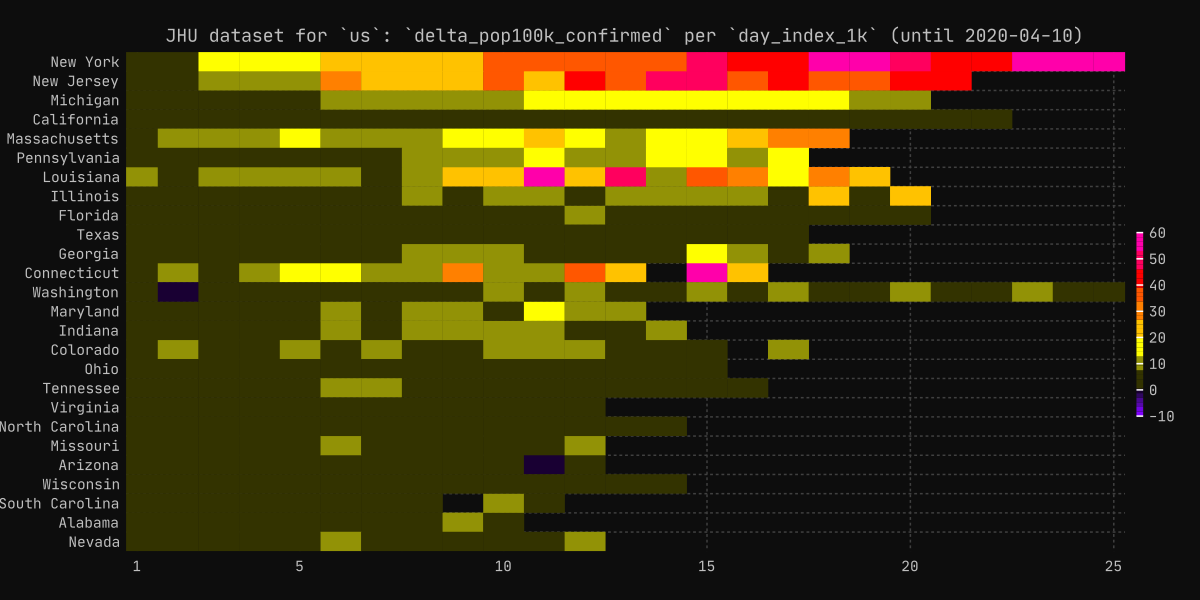 JHU dataset for `us`: `delta_pop100k_confirmed` per `day_index_1k` (until 2020-04-10)
New York
New Jersey
Michigan
California
Massachusetts
Pennsylvania
Louisiana
Illinois
Florida
Texas
Georgia
Connecticut
Washington
Maryland
Indiana
Colorado
Ohio
Tennessee
Virginia
North Carolina
Missouri
Arizona
Wisconsin
South Carolina
Alabama
Nevada
1 5 10 15 20 25
60
50
40
30
20
10
0
-10